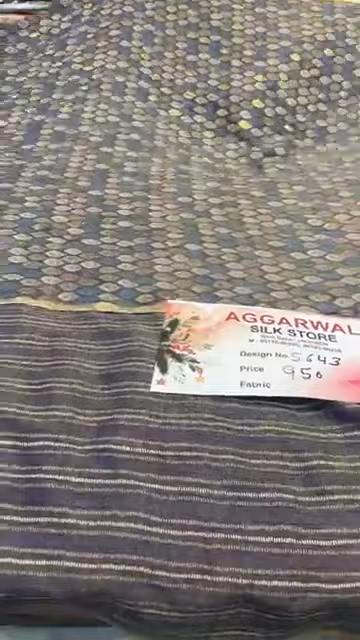 AGGARWAL
SILK STORE
Design No. 5643
Price 950
Fabric